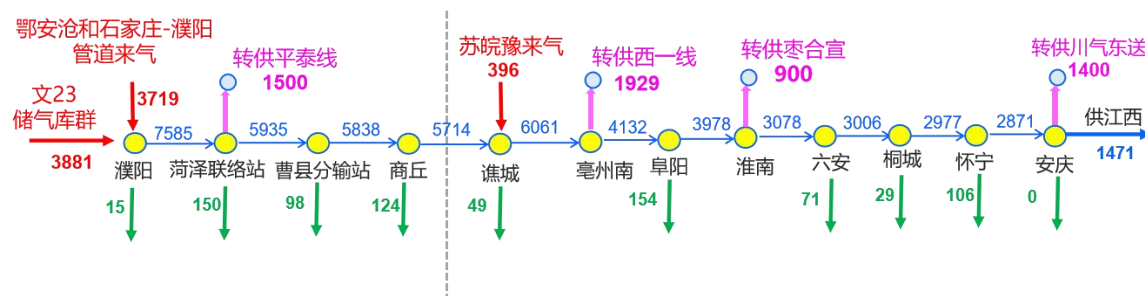 鄂安沧和石家庄-濮阳
管道来气
转供平泰线
1500
苏皖豫来气
396
转供西一线
1929
转供枣合宣
900
转供川气东送
1400
文23
储气库群
3881
3719
7585
5935
5838
5714
6061
4132
3978
3078
3006
2977
2871
供江西
1471
濮阳
菏泽联络站
曹县分输站
商丘
谯城
亳州南
阜阳
淮南
六安
桐城
怀宁
安庆
15
150
98
124
49
154
71
29
106
0